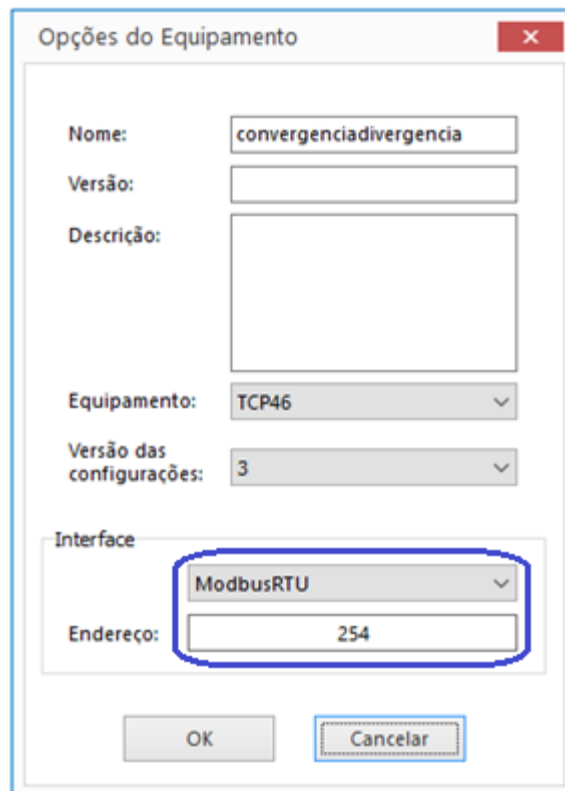 Opções do Equipamento
Nome: convergenciadivergencia
Versão:
Descrição:
Equipamento: TCP46
Versão das
configurações: 3
Interface
ModbusRTU
Endereço: 254
OK Cancelar